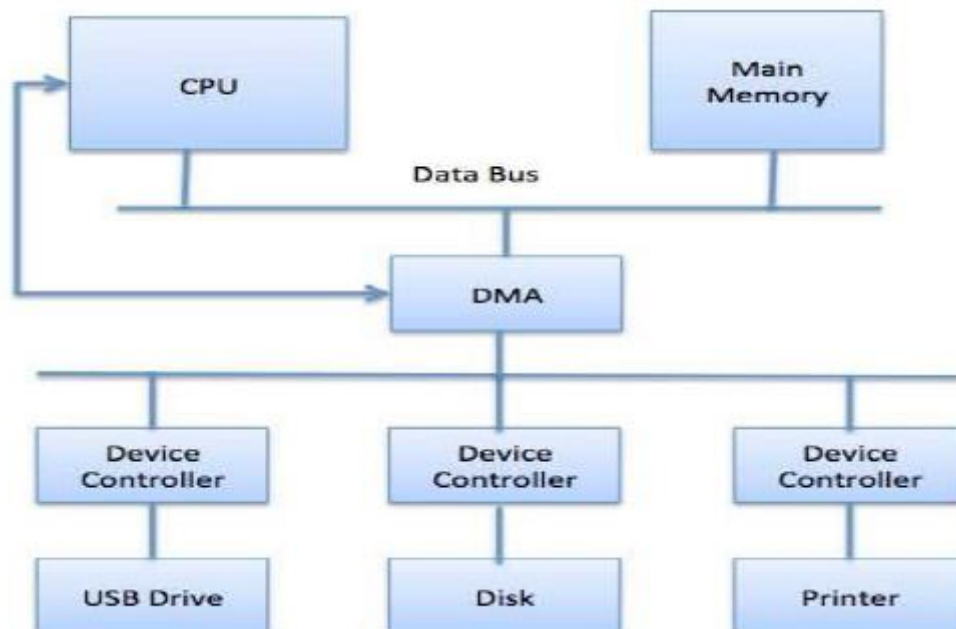 CPU
Main
Memory
Data Bus
DMA
Device
Controller
Device
Controller
Device
Controller
USB Drive
Disk
Printer